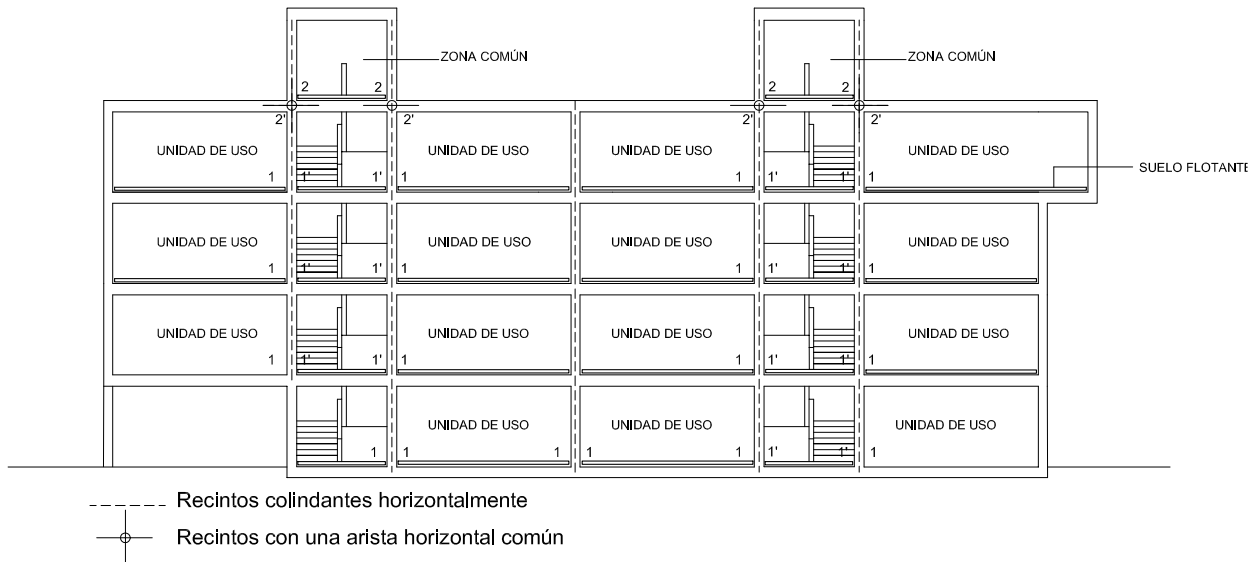 ZONA COMÚN ZONA COMÚN
2 2 2 2
2' 2' 2' 2'
UNIDAD DE USO UNIDAD DE USO UNIDAD DE USO UNIDAD DE USO
SUELO FLOTANTE
1 1' 1' 1 1 1' 1' 1
UNIDAD DE USO UNIDAD DE USO UNIDAD DE USO UNIDAD DE USO
1 1' 1' 1 1 1' 1' 1
UNIDAD DE USO UNIDAD DE USO UNIDAD DE USO UNIDAD DE USO
1 1' 1' 1 1 1' 1' 1
UNIDAD DE USO UNIDAD DE USO UNIDAD DE USO
1 1 1 1 1 1' 1' 1
Recintos colindantes horizontalmente
Recintos con una arista horizontal común